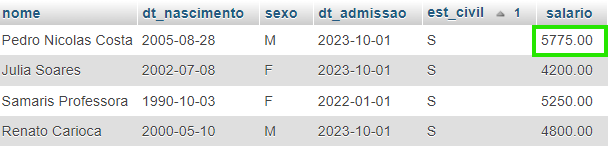 nome dt_nascimento sexo dt_admissao est_civil 1 salario
Pedro Nicolas Costa 2005-08-28 M 2023-10-01 S 5775.00
Julia Soares 2002-07-08 F 2023-10-01 S 4200.00
Samaris Professora 1990-10-03 F 2022-01-01 S 5250.00
Renato Carioca 2000-05-10 M 2023-10-01 S 4800.00